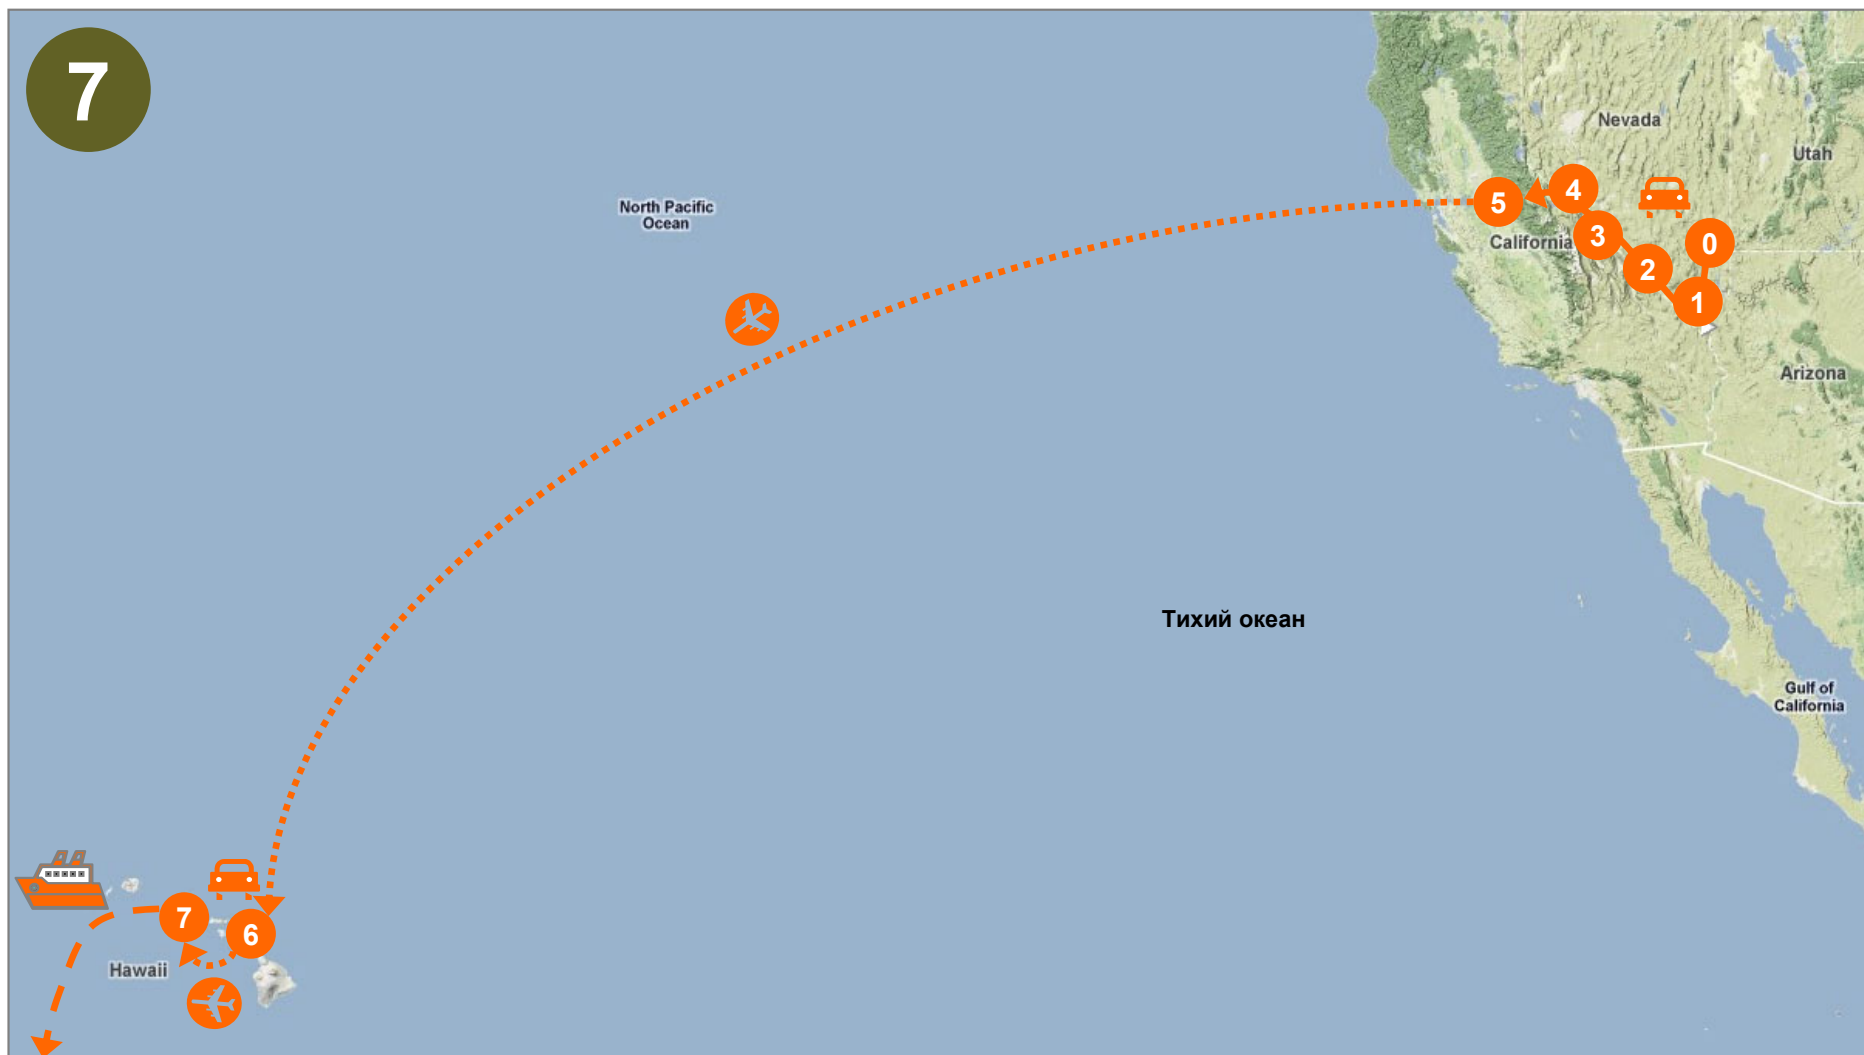 7
Nevada
Utah
North Pacific
Ocean
4
5
3
California
0
2
1
Arizona
Тихий океан
Gulf of
California
7
6
Hawaii